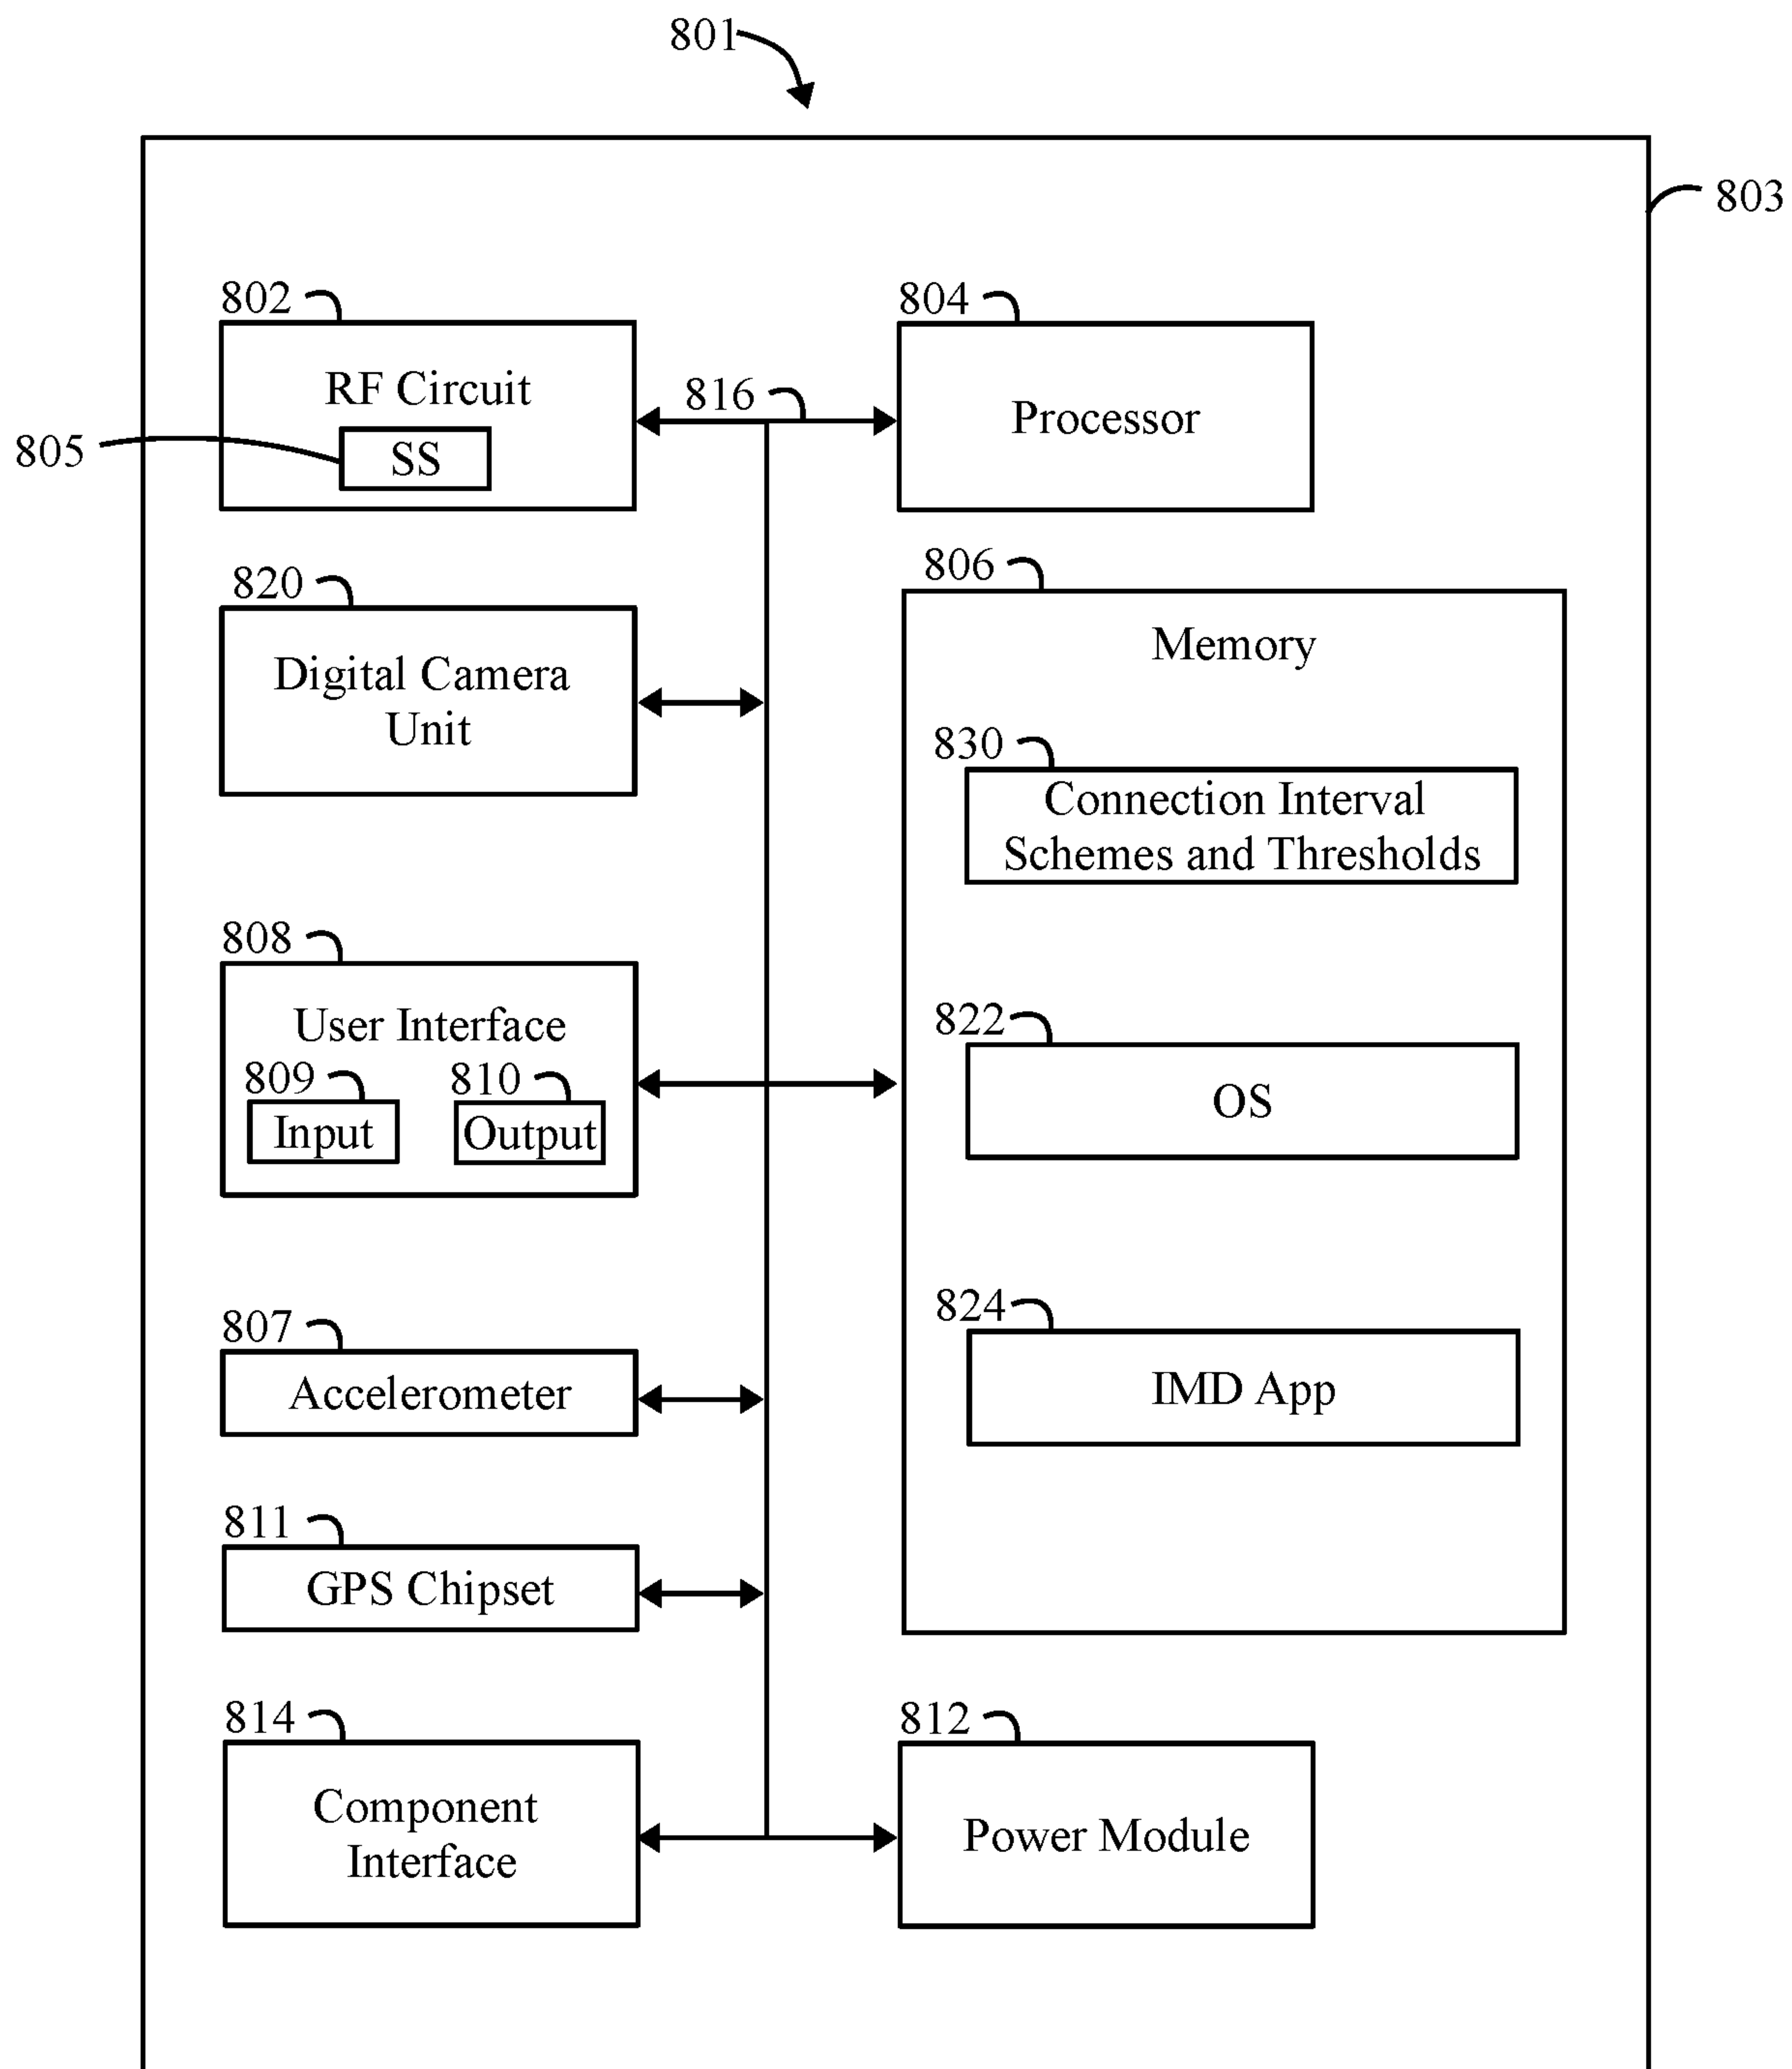 801
803
802
RF Circuit
805
SS
816
804
Processor
820
Digital Camera
Unit
806
Memory
830
Connection Interval
Schemes and Thresholds
808
User Interface
809
Input
810
Output
822
OS
807
Accelerometer
824
IMD App
811
GPS Chipset
814
Component
Interface
812
Power Module